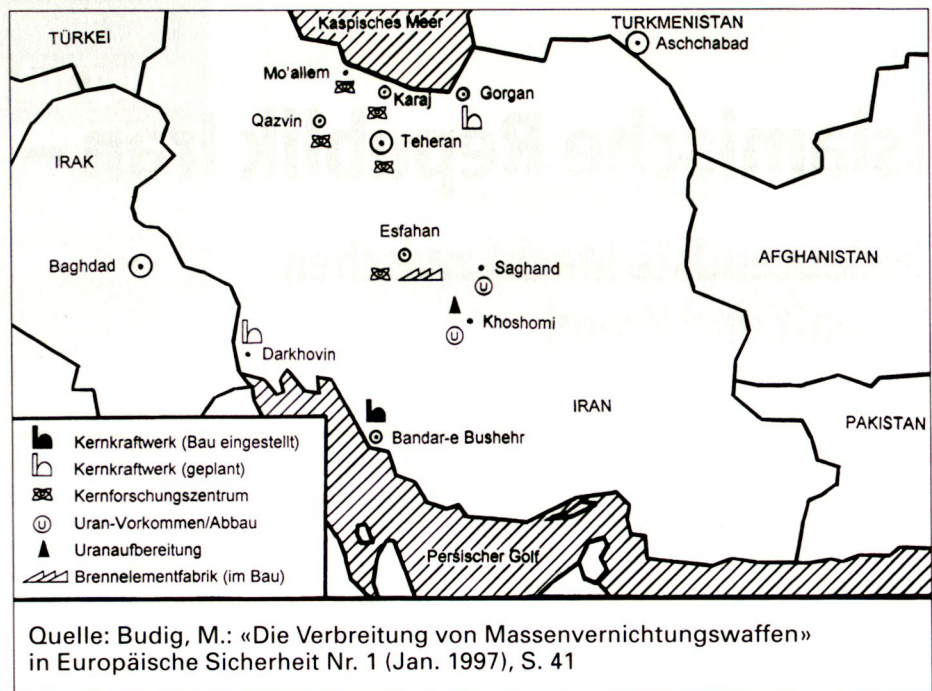 Kaspisches Meer
TÜRKEI
TURKMENISTAN
Aschchabad
Mo'allem
Karaj
Gorgan
Qazvin
Teheran
IRAK
Esfahan
Baghdad
Saghand
U
AFGHANISTAN
Khoshomi
U
Darkhovin
IRAN
PAKISTAN
Bandar-e Bushehr
Kernkraftwerk (Bau eingestellt)
Kernkraftwerk (geplant)
Kernforschungszentrum
U Uran-Vorkommen/Abbau
Uranaufbereitung
Brennelementfabrik (im Bau)
Persischer Golf
Quelle: Budig, M.: «Die Verbreitung von Massenvernichtungswaffen»
in Europäische Sicherheit Nr. 1 (Jan. 1997), S. 41